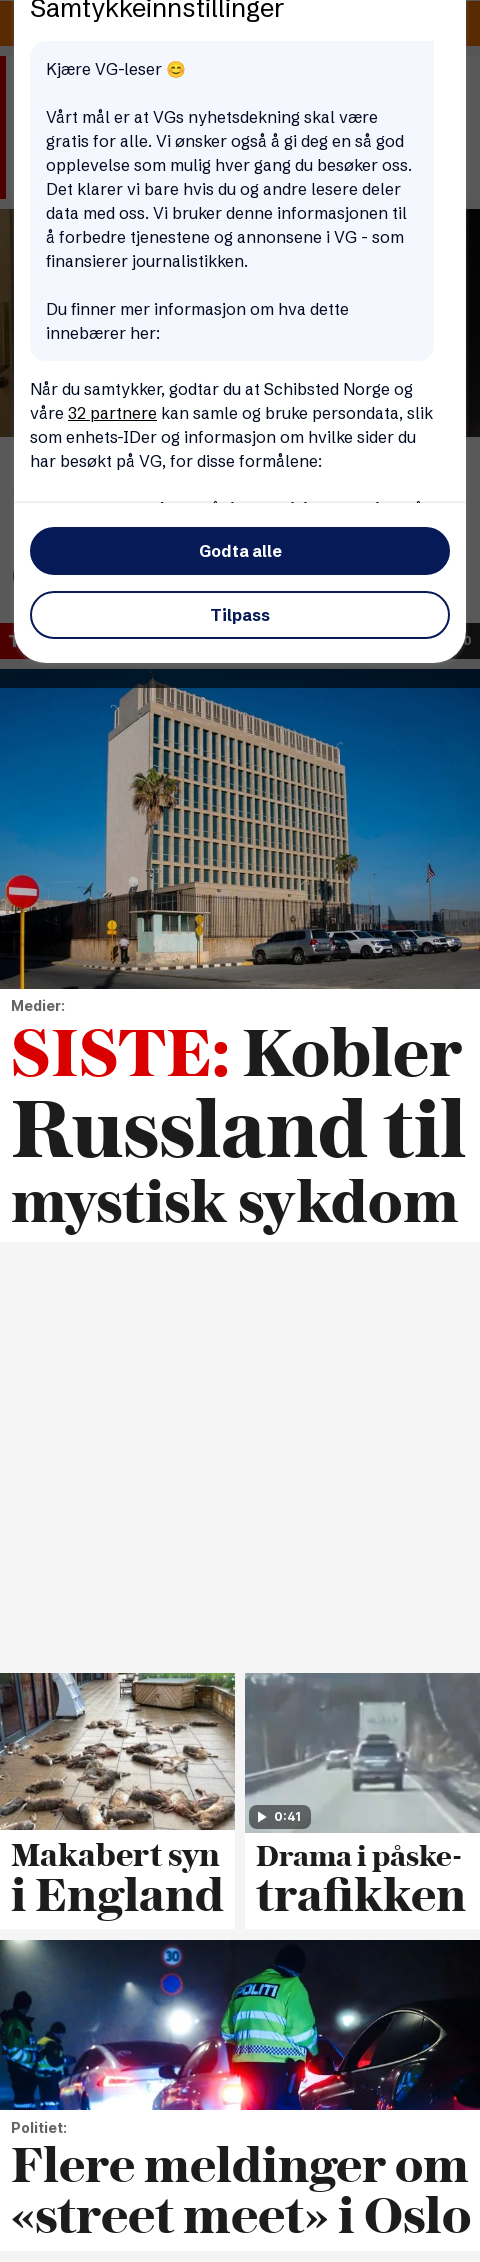 Samtykkeinnstillinger
Kjære VG-leser 😊
Vårt mål er at VGs nyhetsdekning skal være
gratis for alle. Vi ønsker også å gi deg en så god
opplevelse som mulig hver gang du besøker oss.
Det klarer vi bare hvis du og andre lesere deler
data med oss. Vi bruker denne informasjonen til
å forbedre tjenestene og annonsene i VG - som
finansierer journalistikken.
Du finner mer informasjon om hva dette
innebærer her:
Når du samtykker, godtar du at Schibsted Norge og
våre 32 partnere kan samle og bruke persondata, slik
som enhets-IDer og informasjon om hvilke sider du
har besøkt på VG, for disse formålene:
Godta alle
Tilpass
Medier:
SISTE: Kobler
Russland til
mystisk sykdom
0:41
Makabert syn
i England
Drama i påske-
trafikken
30
POLITI
Politiet:
Flere meldinger om
«street meet» i Oslo